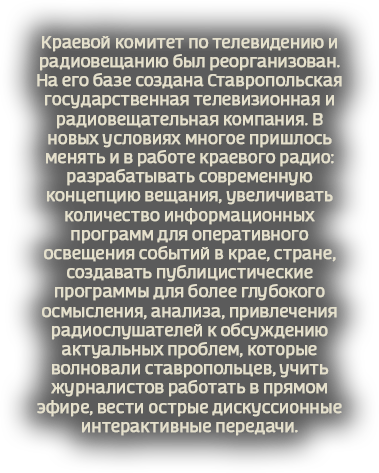 Краевой комитет по телевидению и
радиовещанию был реорганизован.
На его базе создана Ставропольская
государственная телевизионная и
радиовещательная компания. В
новых условиях многое пришлось
менять и в работе краевого радио:
разрабатывать современную
концепцию вещания, увеличивать
количество информационных
программ для оперативного
освещения событий в крае, стране,
создавать публицистические
программы для более глубокого
осмысления, анализа, привлечения
радиослушателей к обсуждению
актуальных проблем, которые
волновали ставропольцев, учить
журналистов работать в прямом
эфире, вести острые дискуссионные
интерактивные передачи.